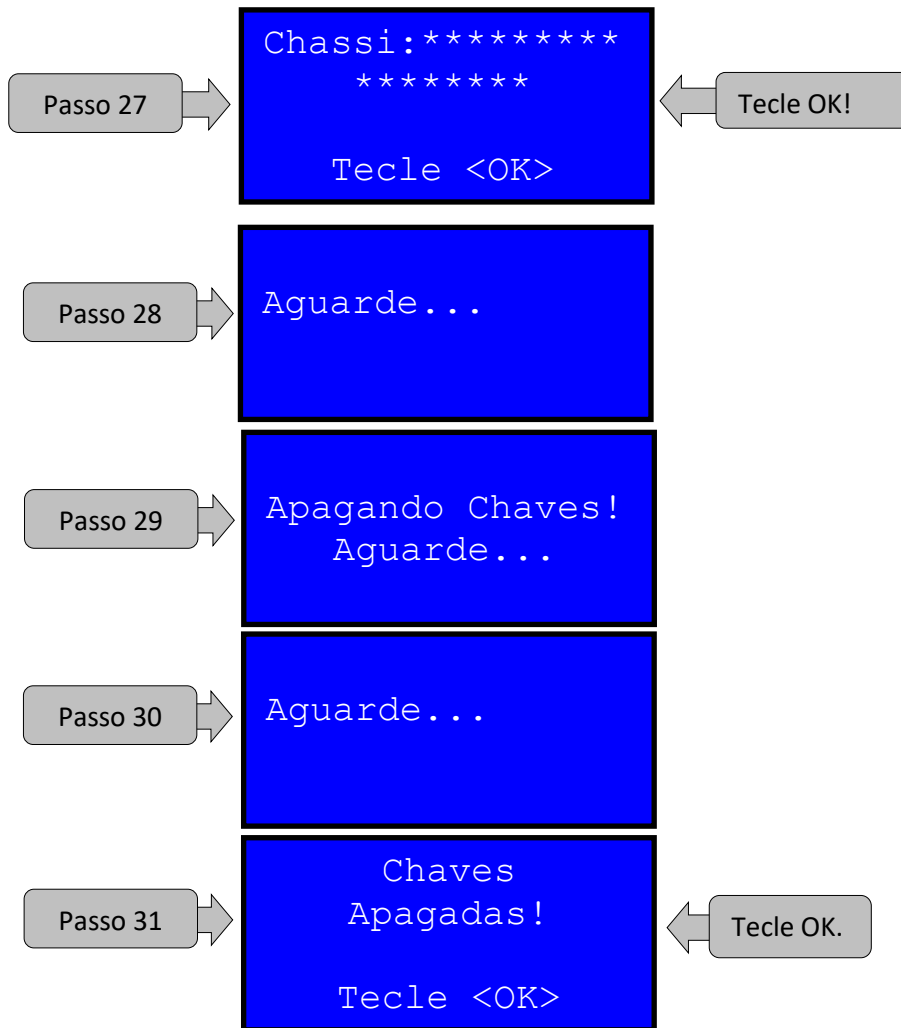 Passo 27
Chassi:*********
********
Tecle <OK>
Tecle OK!
Passo 28
Aguarde...
Passo 29
Apagando Chaves!
Aguarde...
Passo 30
Aguarde...
Passo 31
Chaves
Apagadas!
Tecle <OK>
Tecle OK.